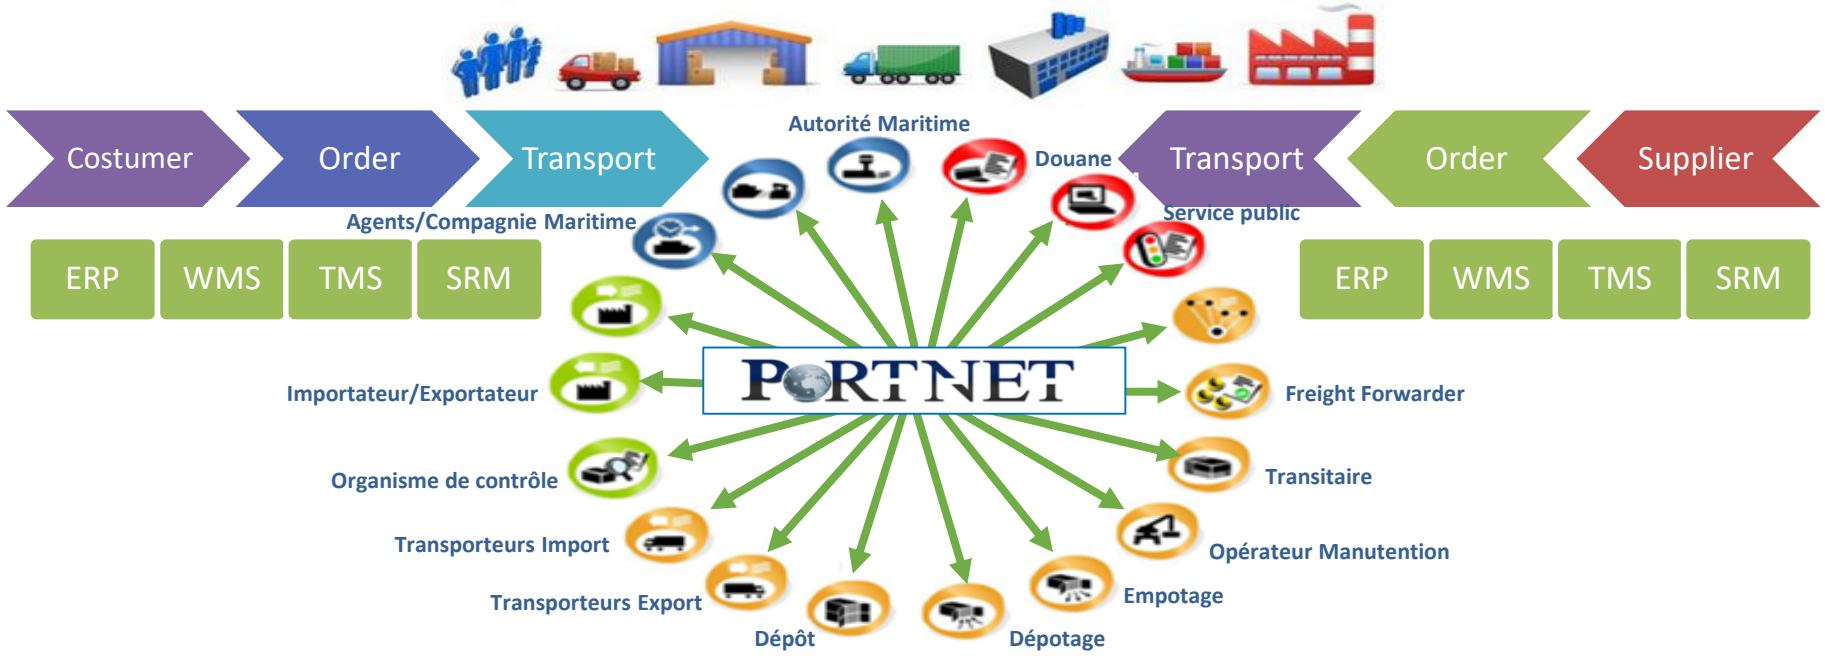 Autorité Maritime
Costumer
Order
Transport
Douane
Transport
Order
Supplier
Agents/Compagnie Maritime
Service public
ERP
WMS
TMS
SRM
ERP
WMS
TMS
SRM
PORTNET
Importateur/Exportateur
Freight Forwarder
Organisme de contrôle
Transitaire
Transporteurs Import
Opérateur Manutention
Transporteurs Export
Empotage
Dépôt
Dépotage